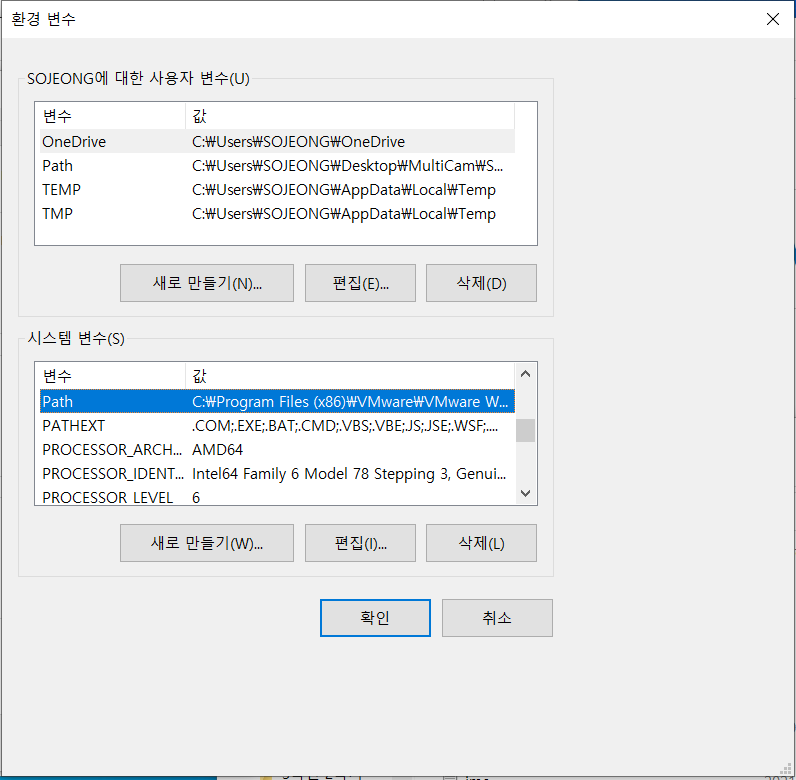 환경 변수
SOJEONG에 대한 사용자 변수(U)
변수 값
OneDrive C:₩Users₩SOJEONG₩OneDrive
Path C:₩Users₩SOJEONG₩Desktop₩MultiCam₩S...
TEMP C:₩Users₩SOJEONG₩AppData₩Local₩Temp
TMP C:₩Users₩SOJEONG₩AppData₩Local₩Temp
새로 만들기(N)... 편집(E)... 삭제(D)
시스템 변수(S)
변수 값
Path C:₩Program Files (x86)₩VMware₩VMware W...
PATHEXT .COM;.EXE;.BAT;.CMD;.VBS;.VBE;.JS;.JSE;.WSF;....
PROCESSOR_ARCH... AMD64
PROCESSOR_IDENT... Intel64 Family 6 Model 78 Stepping 3, Genui...
PROCESSOR_LEVEL 6
새로 만들기(W)... 편집(I)... 삭제(L)
확인 취소